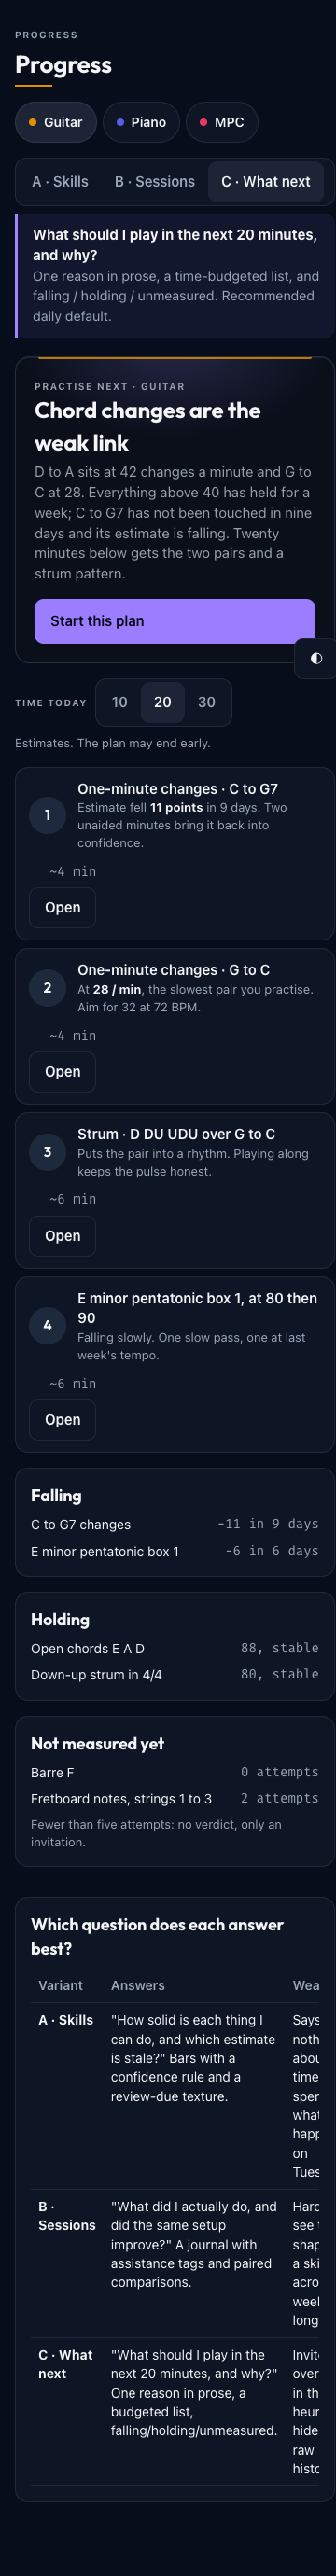 PROGRESS
Progress
Guitar Piano MPC
A · Skills B · Sessions C · What next
What should I play in the next 20 minutes,
and why?
One reason in prose, a time-budgeted list, and
falling / holding / unmeasured. Recommended
daily default.
PRACTISE NEXT · GUITAR
Chord changes are the
weak link
D to A sits at 42 changes a minute and G to
C at 28. Everything above 40 has held for a
week; C to G7 has not been touched in nine
days and its estimate is falling. Twenty
minutes below gets the two pairs and a
strum pattern.
Start this plan
TIME TODAY 10 20 30
Estimates. The plan may end early.
1
One-minute changes · C to G7
Estimate fell 11 points in 9 days. Two
unaided minutes bring it back into
confidence.
~4 min
Open
2
One-minute changes · G to C
At 28 / min, the slowest pair you practise.
Aim for 32 at 72 BPM.
~4 min
Open
3
Strum · D DU UDU over G to C
Puts the pair into a rhythm. Playing along
keeps the pulse honest.
~6 min
Open
4
E minor pentatonic box 1, at 80 then
90
Falling slowly. One slow pass, one at last
week's tempo.
~6 min
Open
Falling
C to G7 changes -11 in 9 days
E minor pentatonic box 1 -6 in 6 days
Holding
Open chords E A D 88, stable
Down-up strum in 4/4 80, stable
Not measured yet
Barre F 0 attempts
Fretboard notes, strings 1 to 3 2 attempts
Fewer than five attempts: no verdict, only an
invitation.
Which question does each answer
best?
Variant Answers
A · Skills
"How solid is each thing I
can do, and which estimate
is stale?" Bars with a
confidence rule and a
review-due texture.
Says
time
on
B ·
Sessions
"What did I actually do, and
did the same setup
improve?" A journal with
assistance tags and paired
comparisons.
a
C · What
next
"What should I play in the
next 20 minutes, and why?"
One reason in prose, a
budgeted list,
falling/holding/unmeasured.
in
raw